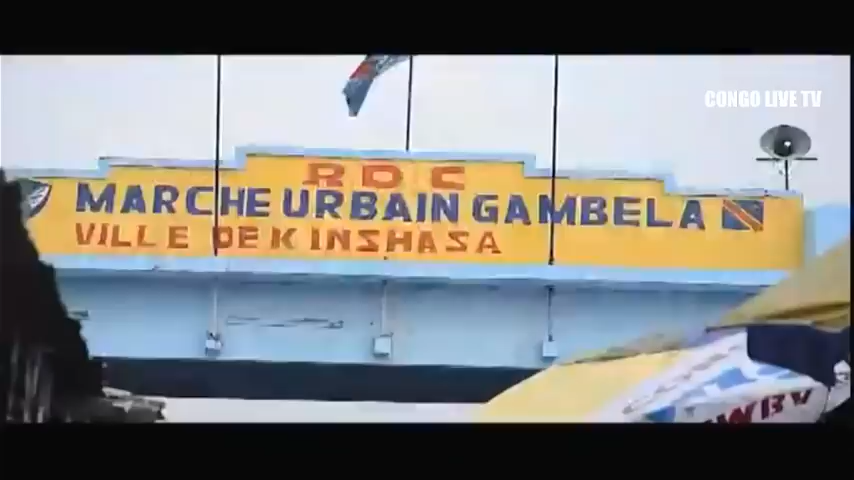 CONGO LIVE TV
RDC
MARCHE URBAIN GAMBELA
VILLE DE KINSHASA